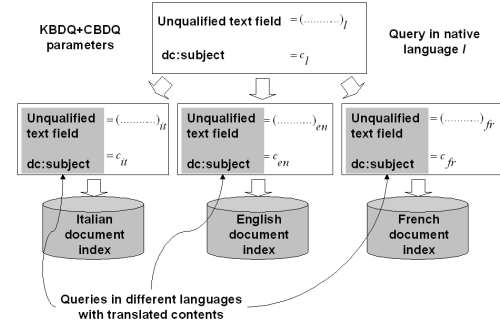 KBDQ+CBDQ
parameters
Unqualified text field = (...........)l
dc:subject = cl
Query in native
language l
Unqualified
text field
= (...........)it
dc:subject = cit
Unqualified
text field
= (...........)en
dc:subject = cen
Unqualified
text field
= (...........)fr
dc:subject = cfr
Italian
document
index
English
document
index
French
document
index
Queries in different languages
with translated contents